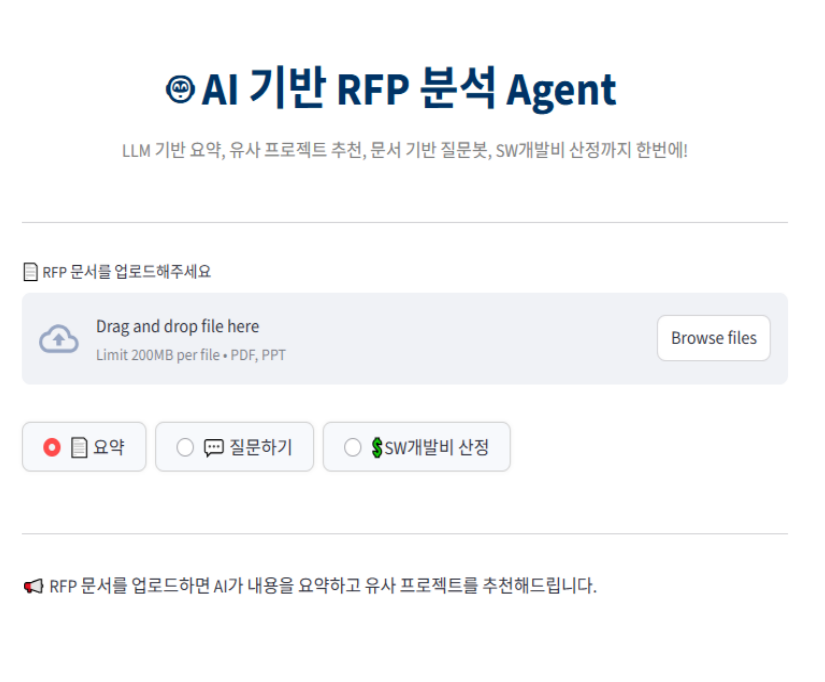 AI 기반 RFP 분석 Agent
LLM 기반 요약, 유사 프로젝트 추천, 문서 기반 질문봇, SW개발비 산정까지 한번에!
RFP 문서를 업로드해주세요
Drag and drop file here
Limit 200MB per file • PDF, PPT
Browse files
요약
질문하기
SW개발비 산정
RFP 문서를 업로드하면 AI가 내용을 요약하고 유사 프로젝트를 추천해드립니다.